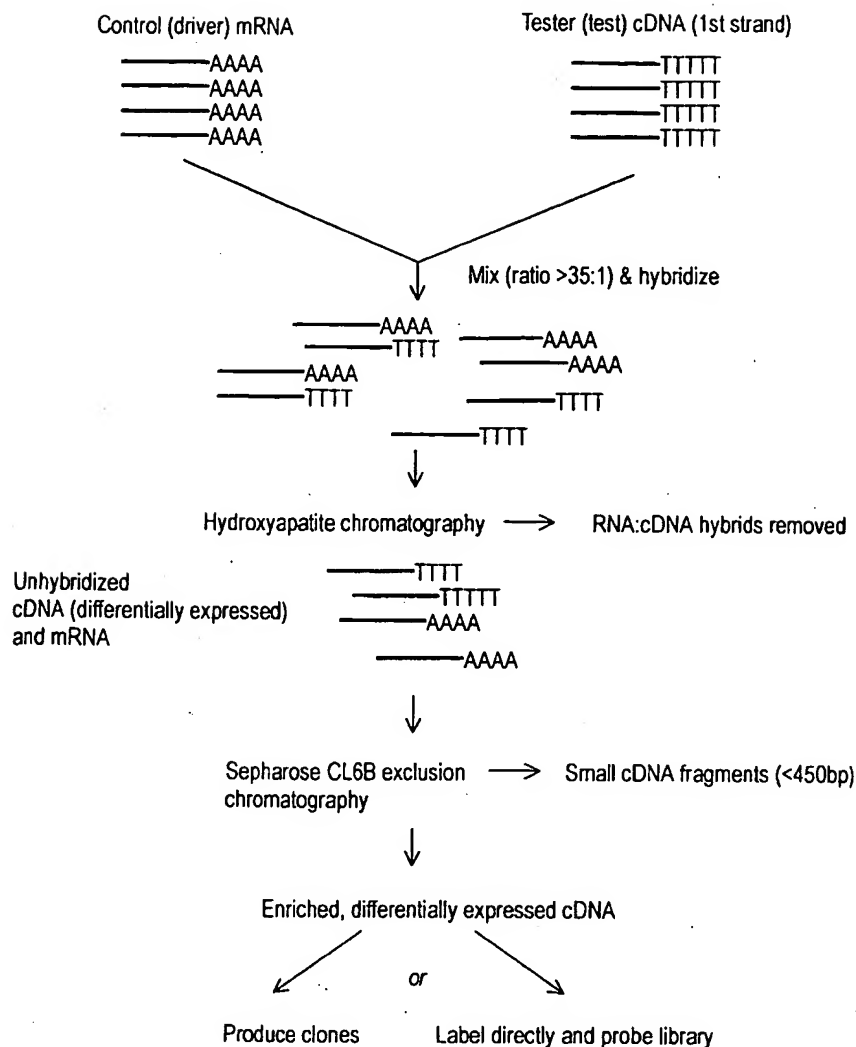 Control (driver) mRNA
Tester (test) cDNA (1st strand)
AAAA
AAAA
AAAA
AAAA
TTTTT
TTTTT
TTTTT
TTTTT
Mix (ratio >35:1) & hybridize
AAAA
TTTT
AAAA
TTTT
AAAA
AAAA
TTTT
TTTT
Hydroxyapatite chromatography
RNA:cDNA hybrids removed
Unhybridized
cDNA (differentially expressed)
and mRNA
TTTT
TTTTT
AAAA
AAAA
Sepharose CL6B exclusion
chromatography
Small cDNA fragments (<450bp)
Enriched, differentially expressed cDNA
or
Produce clones
Label directly and probe library